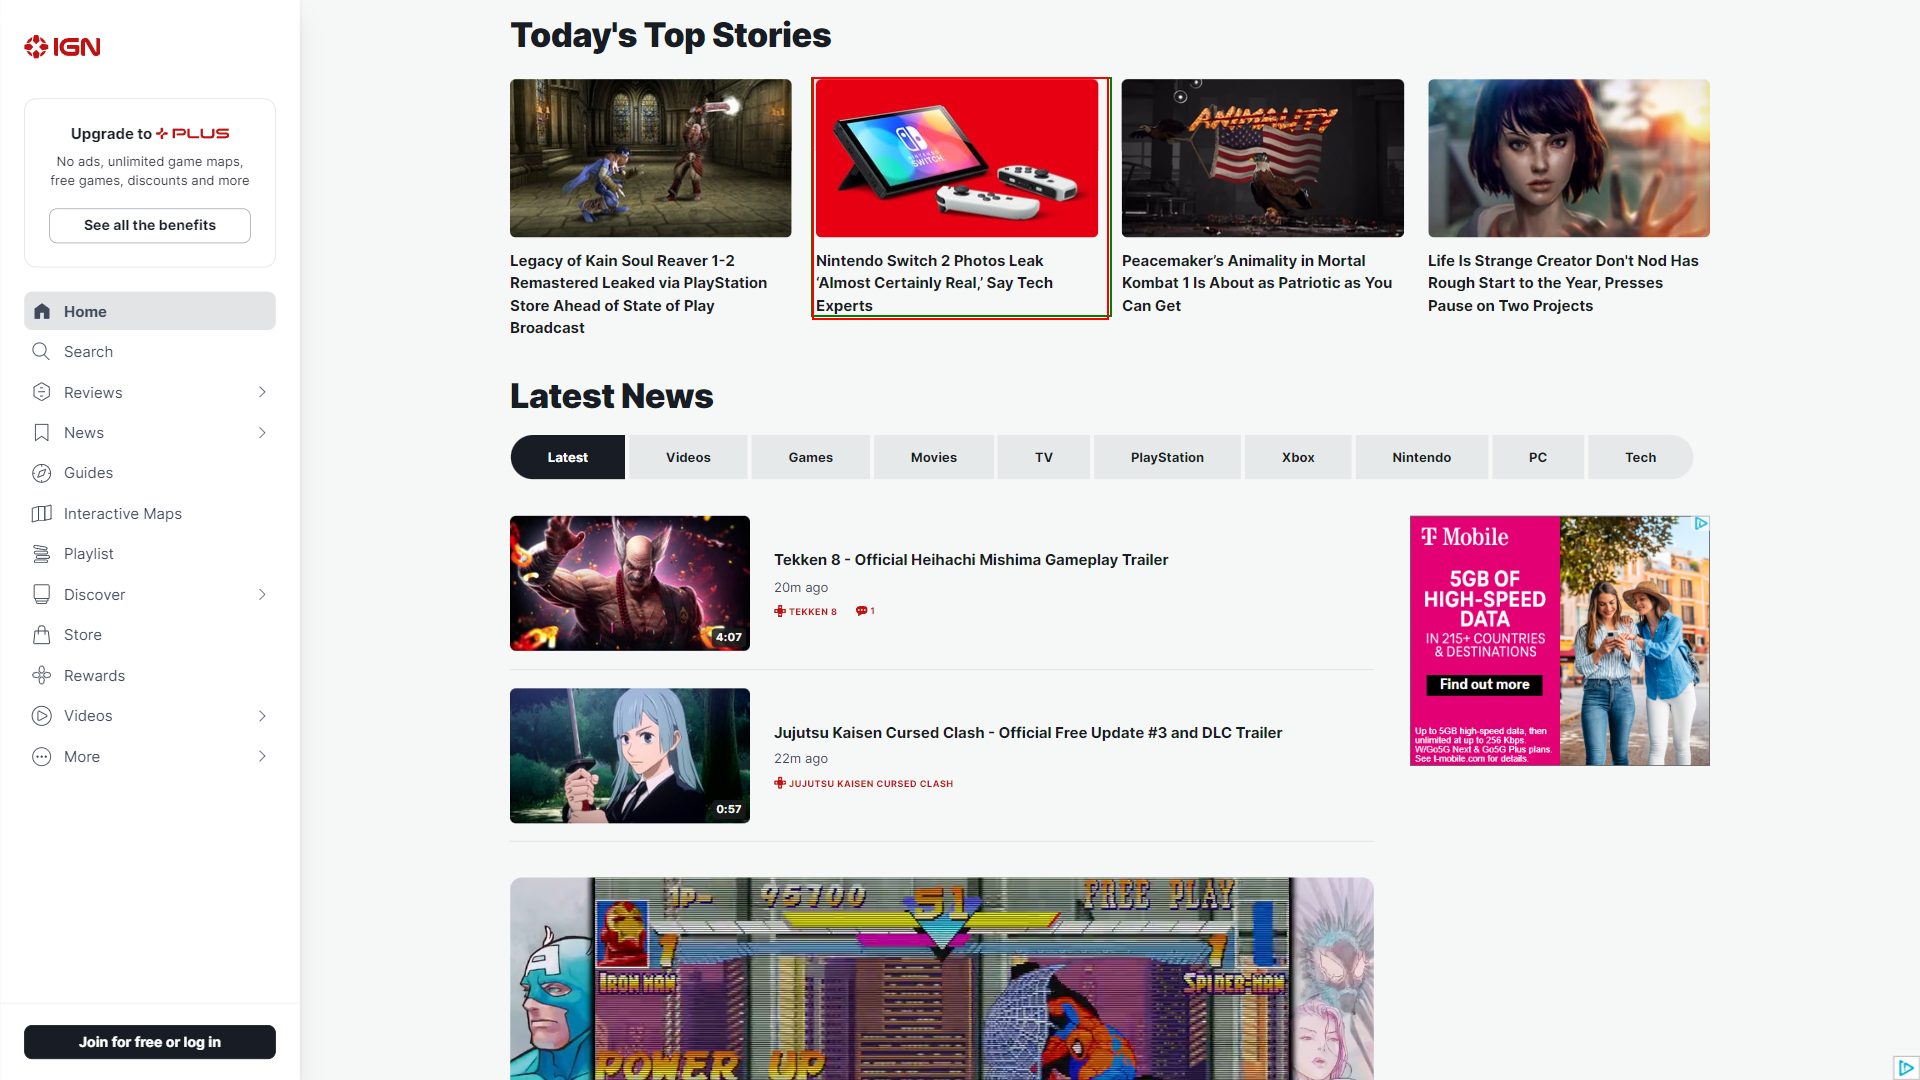 IGN
Upgrade to PLUS
No ads, unlimited game maps,
free games, discounts and more
See all the benefits
Home
Search
Reviews
News
Guides
Interactive Maps
Playlist
Discover
Store
Rewards
Videos
More
Join for free or log in
Today's Top Stories
NINTENDO
SWITCH
ANIMALITY
Legacy of Kain Soul Reaver 1-2
Remastered Leaked via PlayStation
Store Ahead of State of Play
Broadcast
Nintendo Switch 2 Photos Leak
‘Almost Certainly Real,’ Say Tech
Experts
Peacemaker’s Animality in Mortal
Kombat 1 Is About as Patriotic as You
Can Get
Life Is Strange Creator Don't Nod Has
Rough Start to the Year, Presses
Pause on Two Projects
Latest News
Latest
Videos
Games
Movies
TV
PlayStation
Xbox
Nintendo
PC
Tech
4:07
Tekken 8 - Official Heihachi Mishima Gameplay Trailer
20m ago
TEKKEN 8
1
0:57
Jujutsu Kaisen Cursed Clash - Official Free Update #3 and DLC Trailer
22m ago
JUJUTSU KAISEN CURSED CLASH
T Mobile
5GB OF
HIGH-SPEED
DATA
IN 215+ COUNTRIES
& DESTINATIONS
Find out more
Up to 5GB high-speed data, then
unlimited at up to 256 Kbps.
W/Go5G Next & Go5G Plus plans.
See t-mobile.com for details.
1P- 95700
51
FREE PLAY
1
1
IRON MAN
SPIDER-MAN
POWER UP